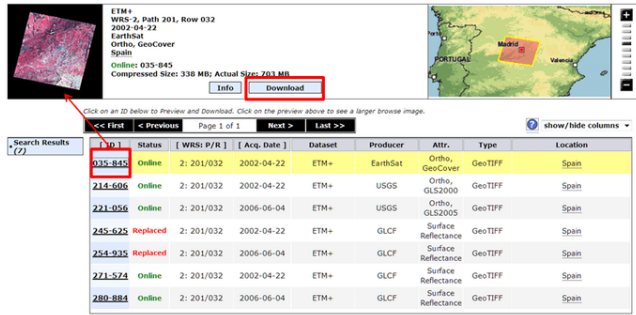 ETM+
WRS-2, Path 201, Row 032
2002-04-22
EarthSat
Ortho, GeoCover
Spain
Online: 035-845
Compressed Size: 338 MB; Actual Size: 703 MB
Info Download
Madrid
PORTUGAL
Valencia
+
−
Click on an ID below to Preview and Download. Click on the preview above to see a larger browse image.
<< First < Previous Page 1 of 1 Next > Last >> ? show/hide columns
Search Results
(7)
[ ID ] Status [ WRS: P/R ] [ Acq. Date ] Dataset Producer Attr. Type Location
035-845 Online 2: 201/032 2002-04-22 ETM+ EarthSat Ortho, GeoCover GeoTIFF Spain
214-606 Online 2: 201/032 2002-04-22 ETM+ USGS Ortho, GLS2000 GeoTIFF Spain
221-056 Online 2: 201/032 2006-06-04 ETM+ USGS Ortho, GLS2005 GeoTIFF Spain
245-625 Replaced 2: 201/032 2002-04-22 ETM+ GLCF Surface Reflectance GeoTIFF Spain
254-935 Replaced 2: 201/032 2006-06-04 ETM+ GLCF Surface Reflectance GeoTIFF Spain
271-574 Online 2: 201/032 2002-04-22 ETM+ GLCF Surface Reflectance GeoTIFF Spain
280-884 Online 2: 201/032 2006-06-04 ETM+ GLCF Surface Reflectance GeoTIFF Spain